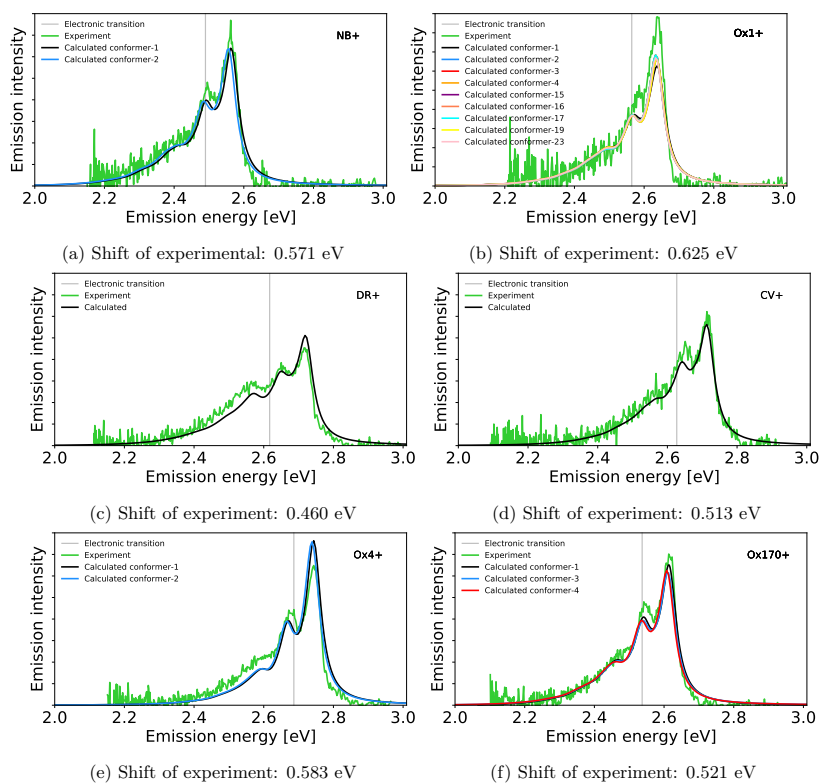 Electronic transition
Experiment
Calculated conformer-1
Calculated conformer-2
NB+
Emission intensity
2.0 2.2 2.4 2.6 2.8 3.0
Emission energy [eV]
(a) Shift of experimental: 0.571 eV
Electronic transition
Experiment
Calculated conformer-1
Calculated conformer-2
Calculated conformer-3
Calculated conformer-4
Calculated conformer-15
Calculated conformer-16
Calculated conformer-17
Calculated conformer-19
Calculated conformer-23
Ox1+
Emission intensity
2.0 2.2 2.4 2.6 2.8 3.0
Emission energy [eV]
(b) Shift of experiment: 0.625 eV
Electronic transition
Experiment
Calculated
DR+
Emission intensity
2.0 2.2 2.4 2.6 2.8 3.0
Emission energy [eV]
(c) Shift of experiment: 0.460 eV
Electronic transition
Experiment
Calculated
CV+
Emission intensity
2.0 2.2 2.4 2.6 2.8 3.0
Emission energy [eV]
(d) Shift of experiment: 0.513 eV
Electronic transition
Experiment
Calculated conformer-1
Calculated conformer-2
Ox4+
Emission intensity
2.0 2.2 2.4 2.6 2.8 3.0
Emission energy [eV]
(e) Shift of experiment: 0.583 eV
Electronic transition
Experiment
Calculated conformer-1
Calculated conformer-3
Calculated conformer-4
Ox170+
Emission intensity
2.0 2.2 2.4 2.6 2.8 3.0
Emission energy [eV]
(f) Shift of experiment: 0.521 eV